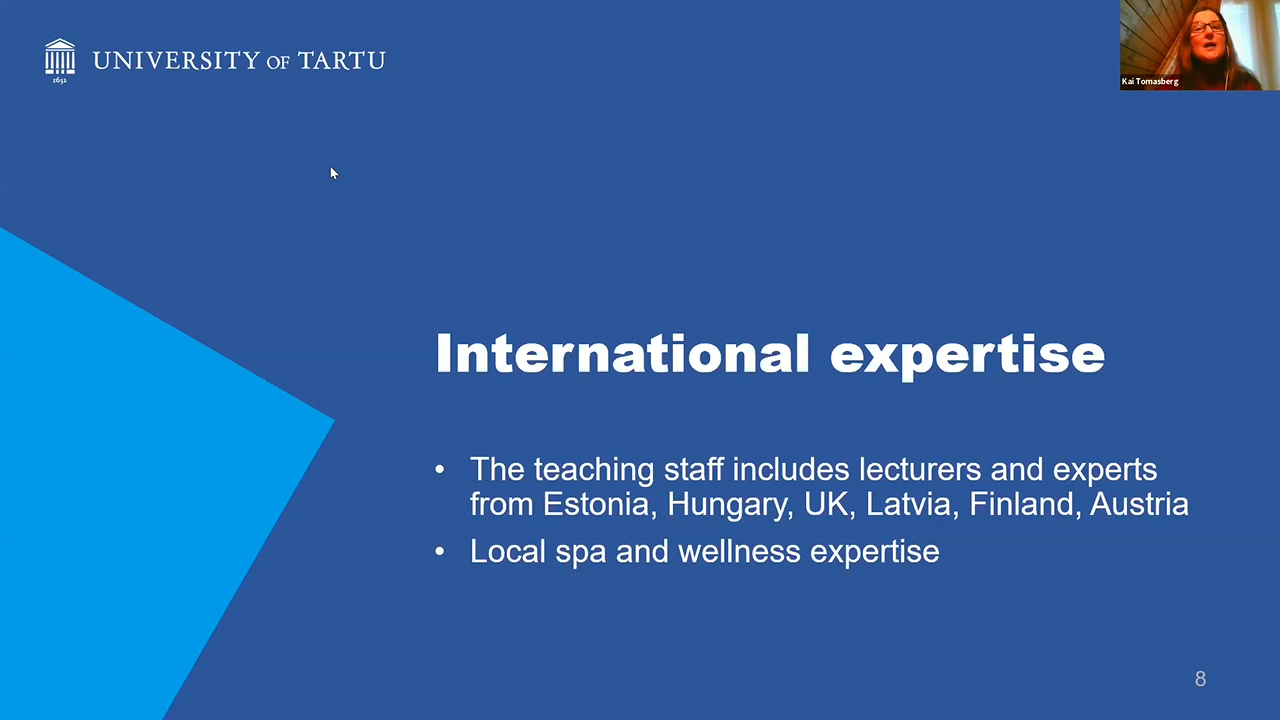 UNIVERSITY OF TARTU
1632
Kai Tomasberg
International expertise
• The teaching staff includes lecturers and experts
from Estonia, Hungary, UK, Latvia, Finland, Austria
• Local spa and wellness expertise
8